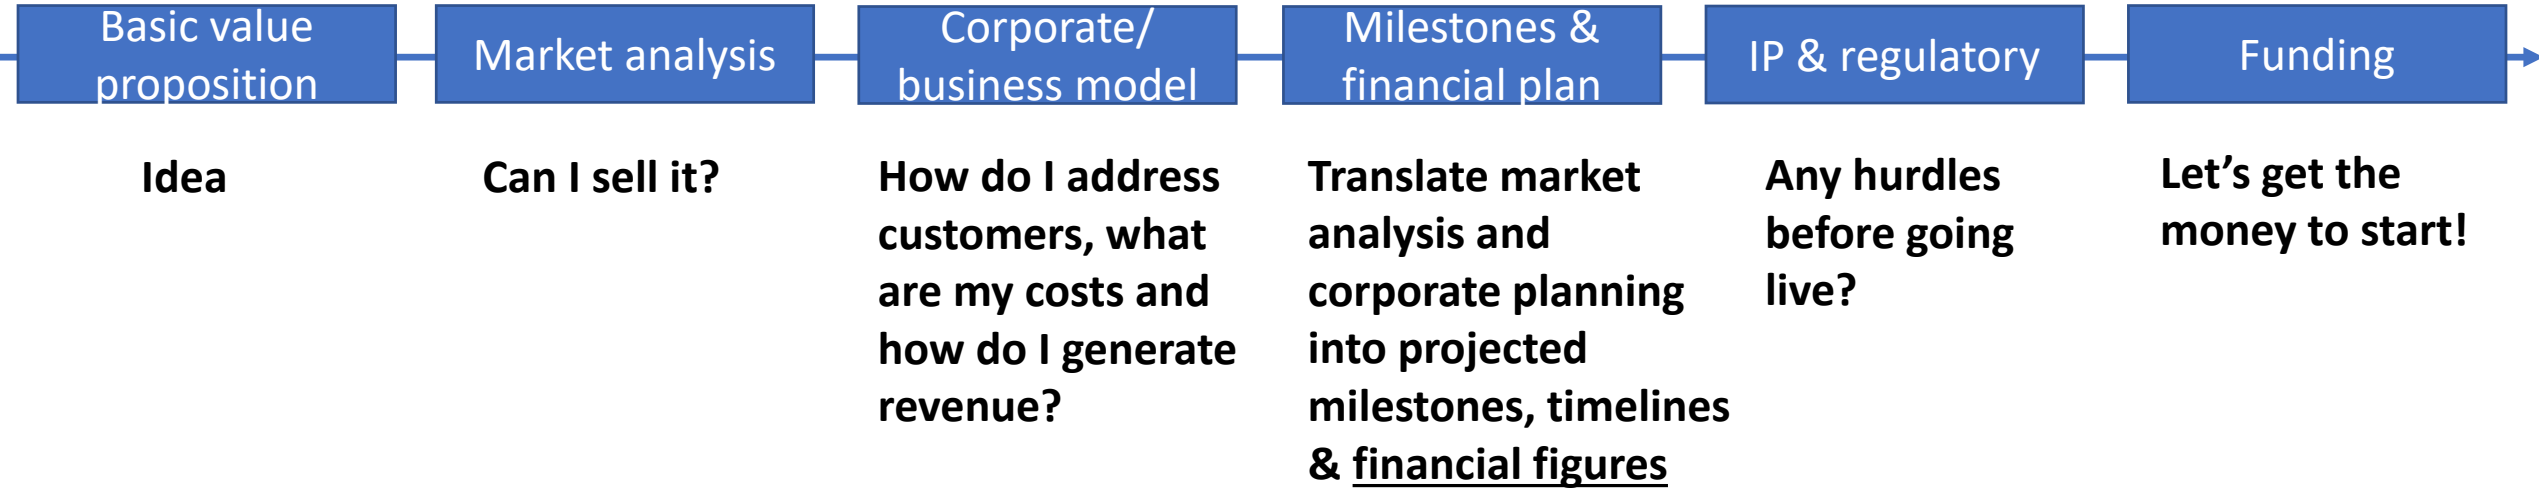 Basic value
proposition
Market analysis
Corporate/
business model
Milestones &
financial plan
IP & regulatory
Funding
Idea
Can I sell it?
How do I address
customers, what
are my costs and
how do I generate
revenue?
Translate market
analysis and
corporate planning
into projected
milestones, timelines
& financial figures
Any hurdles
before going
live?
Let’s get the
money to start!